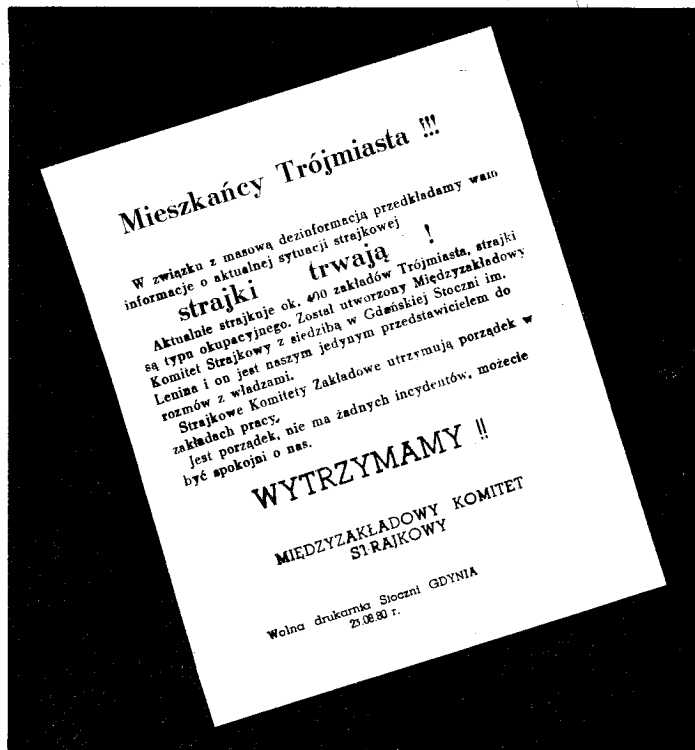 Mieszkańcy Trójmiasta !!!
W związku z masową dezinformacją przedkładamy wam
informacje o aktualnej sytuacji strajkowej
strajki trwają !
Aktualnie strajkuje ok. 400 zakładów Trójmiasta, strajki
są typu okupacyjnego. Został utworzony Międzyzakładowy
Komitet Strajkowy z siedzibą w Gdańskiej Stoczni im.
Lenina i on jest naszym jedynym przedstawicielem do
rozmów z władzami.
Strajkowe Komitety Zakładowe utrzymują porządek w
zakładach pracy.
Jest porządek, nie ma żadnych incydentów, możecie
być spokojni o nas.
WYTRZYMAMY !!
MIĘDZYZAKŁADOWY KOMITET
STRAJKOWY
Wolna drukarnia Stoczni GDYNIA
23.08.80 r.